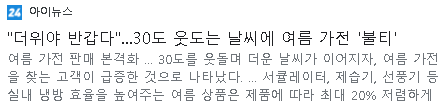 24 아이뉴스
"더위야 반갑다"...30도 웃도는 날씨에 여름 가전 '불티'
여름 가전 판매 본격화 ... 30도를 웃돌며 더운 날씨가 이어지자, 여름 가전
을 찾는 고객이 급증한 것으로 나타났다. ... 서큘레이터, 제습기, 선풍기 등
실내 냉방 효율을 높여주는 여름 상품은 제품에 따라 최대 20% 저렴하게